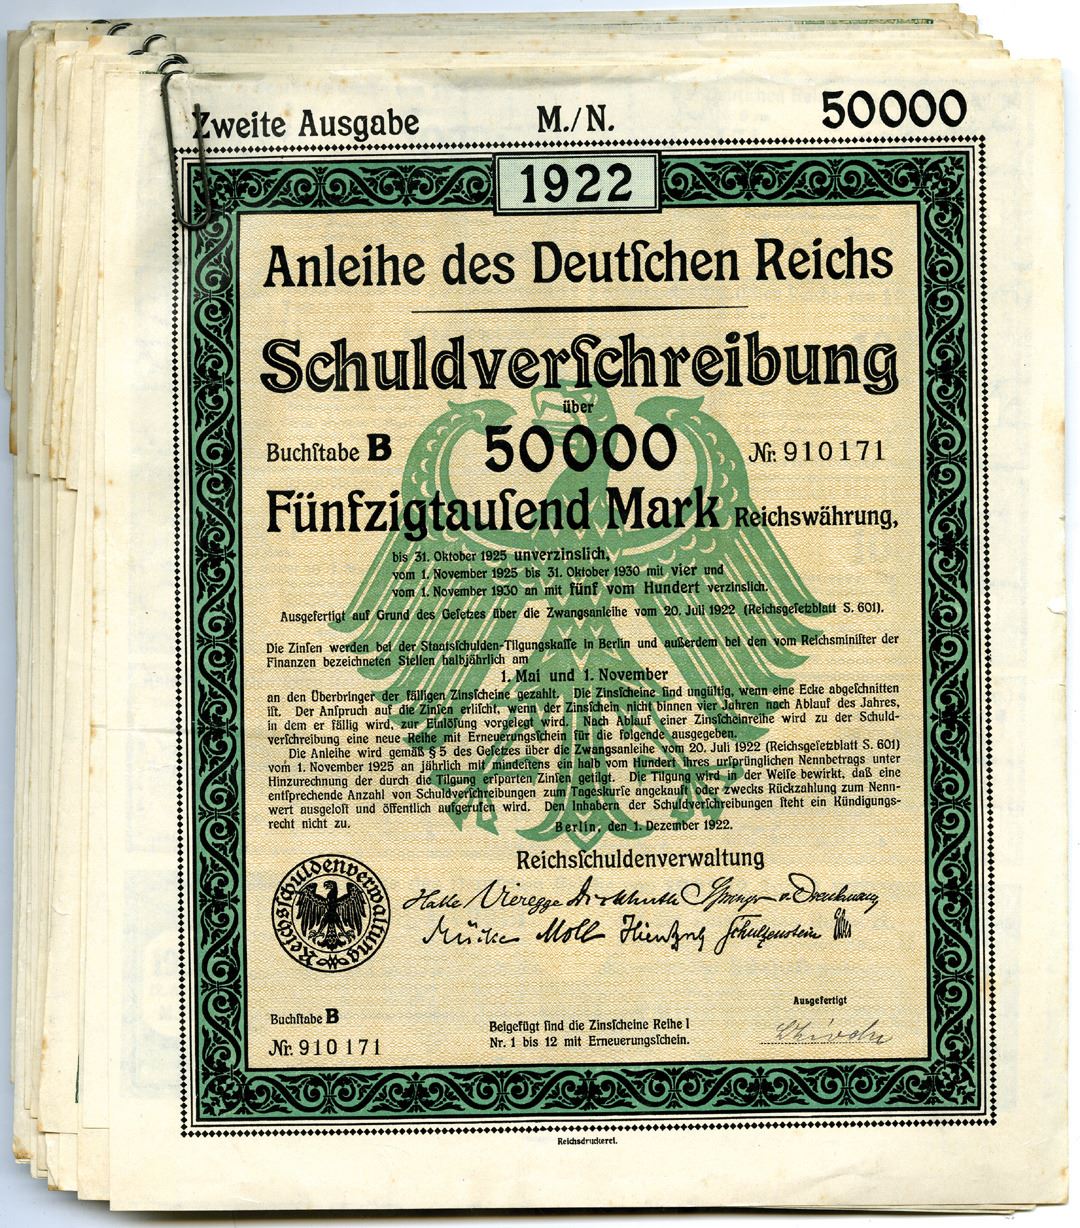 Zweite Ausgabe M./N. 50000
1922
Anleihe des Deutſchen Reichs
Schuldverſchreibung
über
Buchſtabe B 50000 Nr. 910171
Fünfzigtauſend Mark Reichswährung,
bis 31. Oktober 1925 unverzinslich,
vom 1. November 1925 bis 31. Oktober 1930 mit vier und
vom 1. November 1930 an mit fünf vom Hundert verzinslich.
Ausgefertigt auf Grund des Geſetzes über die Zwangsanleihe vom 20. Juli 1922 (Reichsgeſetzblatt S. 601).
Die Zinſen werden bei der Staatsſchulden-Tilgungskaſſe in Berlin und außerdem bei den vom Reichsminiſter der
Finanzen bezeichneten Stellen halbjährlich am
1. Mai und 1. November
an den Überbringer der fälligen Zinsſcheine gezahlt. Die Zinsſcheine ſind ungültig, wenn eine Ecke abgeſchnitten
iſt. Der Anſpruch auf die Zinſen erliſcht, wenn der Zinsſchein nicht binnen vier Jahren nach Ablauf des Jahres,
in dem er fällig wird, zur Einlöſung vorgelegt wird. Nach Ablauf einer Zinsſcheinreihe wird zu der Schuld-
verſchreibung eine neue Reihe mit Erneuerungsſchein für die folgende ausgegeben.
Die Anleihe wird gemäß § 5 des Geſetzes über die Zwangsanleihe vom 20. Juli 1922 (Reichsgeſetzblatt S. 601)
vom 1. November 1925 an jährlich mit mindeſtens ein halb vom Hundert ihres urſprünglichen Nennbetrags unter
Hinzurechnung der durch die Tilgung erſparten Zinſen getilgt. Die Tilgung wird in der Weiſe bewirkt, daß eine
entſprechende Anzahl von Schuldverſchreibungen zum Tageskurſe angekauft oder zwecks Rückzahlung zum Nenn-
wert ausgeloſt und öffentlich aufgerufen wird. Den Inhabern der Schuldverſchreibungen ſteht ein Kündigungs-
recht nicht zu.
Berlin, den 1. Dezember 1922.
Reichsſchuldenverwaltung
Halle Vieregge Springer v. Drenkmann
Mücke Moll Schultzenstein
Reichsſchuldenverwaltung
Ausgefertigt
Buchſtabe B
Nr. 910171
Beigefügt ſind die Zinsſcheine Reihe I
Nr. 1 bis 12 mit Erneuerungsſchein.
Reichsdruckerei.